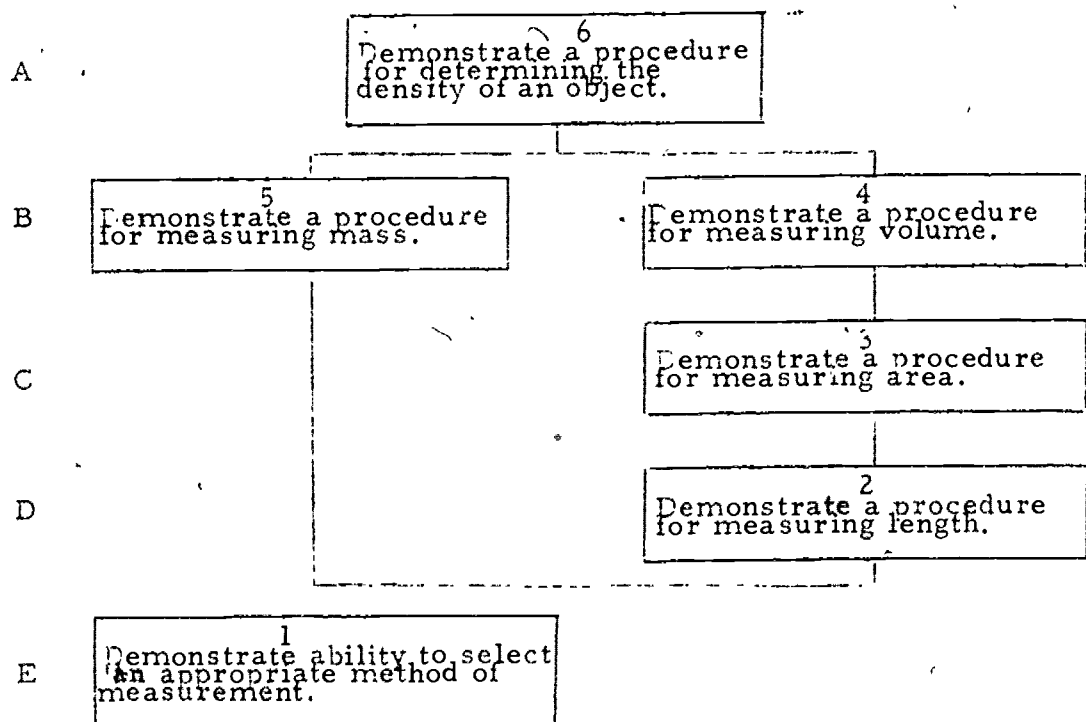 6
A
Demonstrate a procedure
for determining the
density of an object.
5
4
B
Demonstrate a procedure
for measuring mass.
Demonstrate a procedure
for measuring volume.
3
C
Demonstrate a procedure
for measuring area.
2
D
Demonstrate a procedure
for measuring length.
1
E
Demonstrate ability to select
an appropriate method of
measurement.